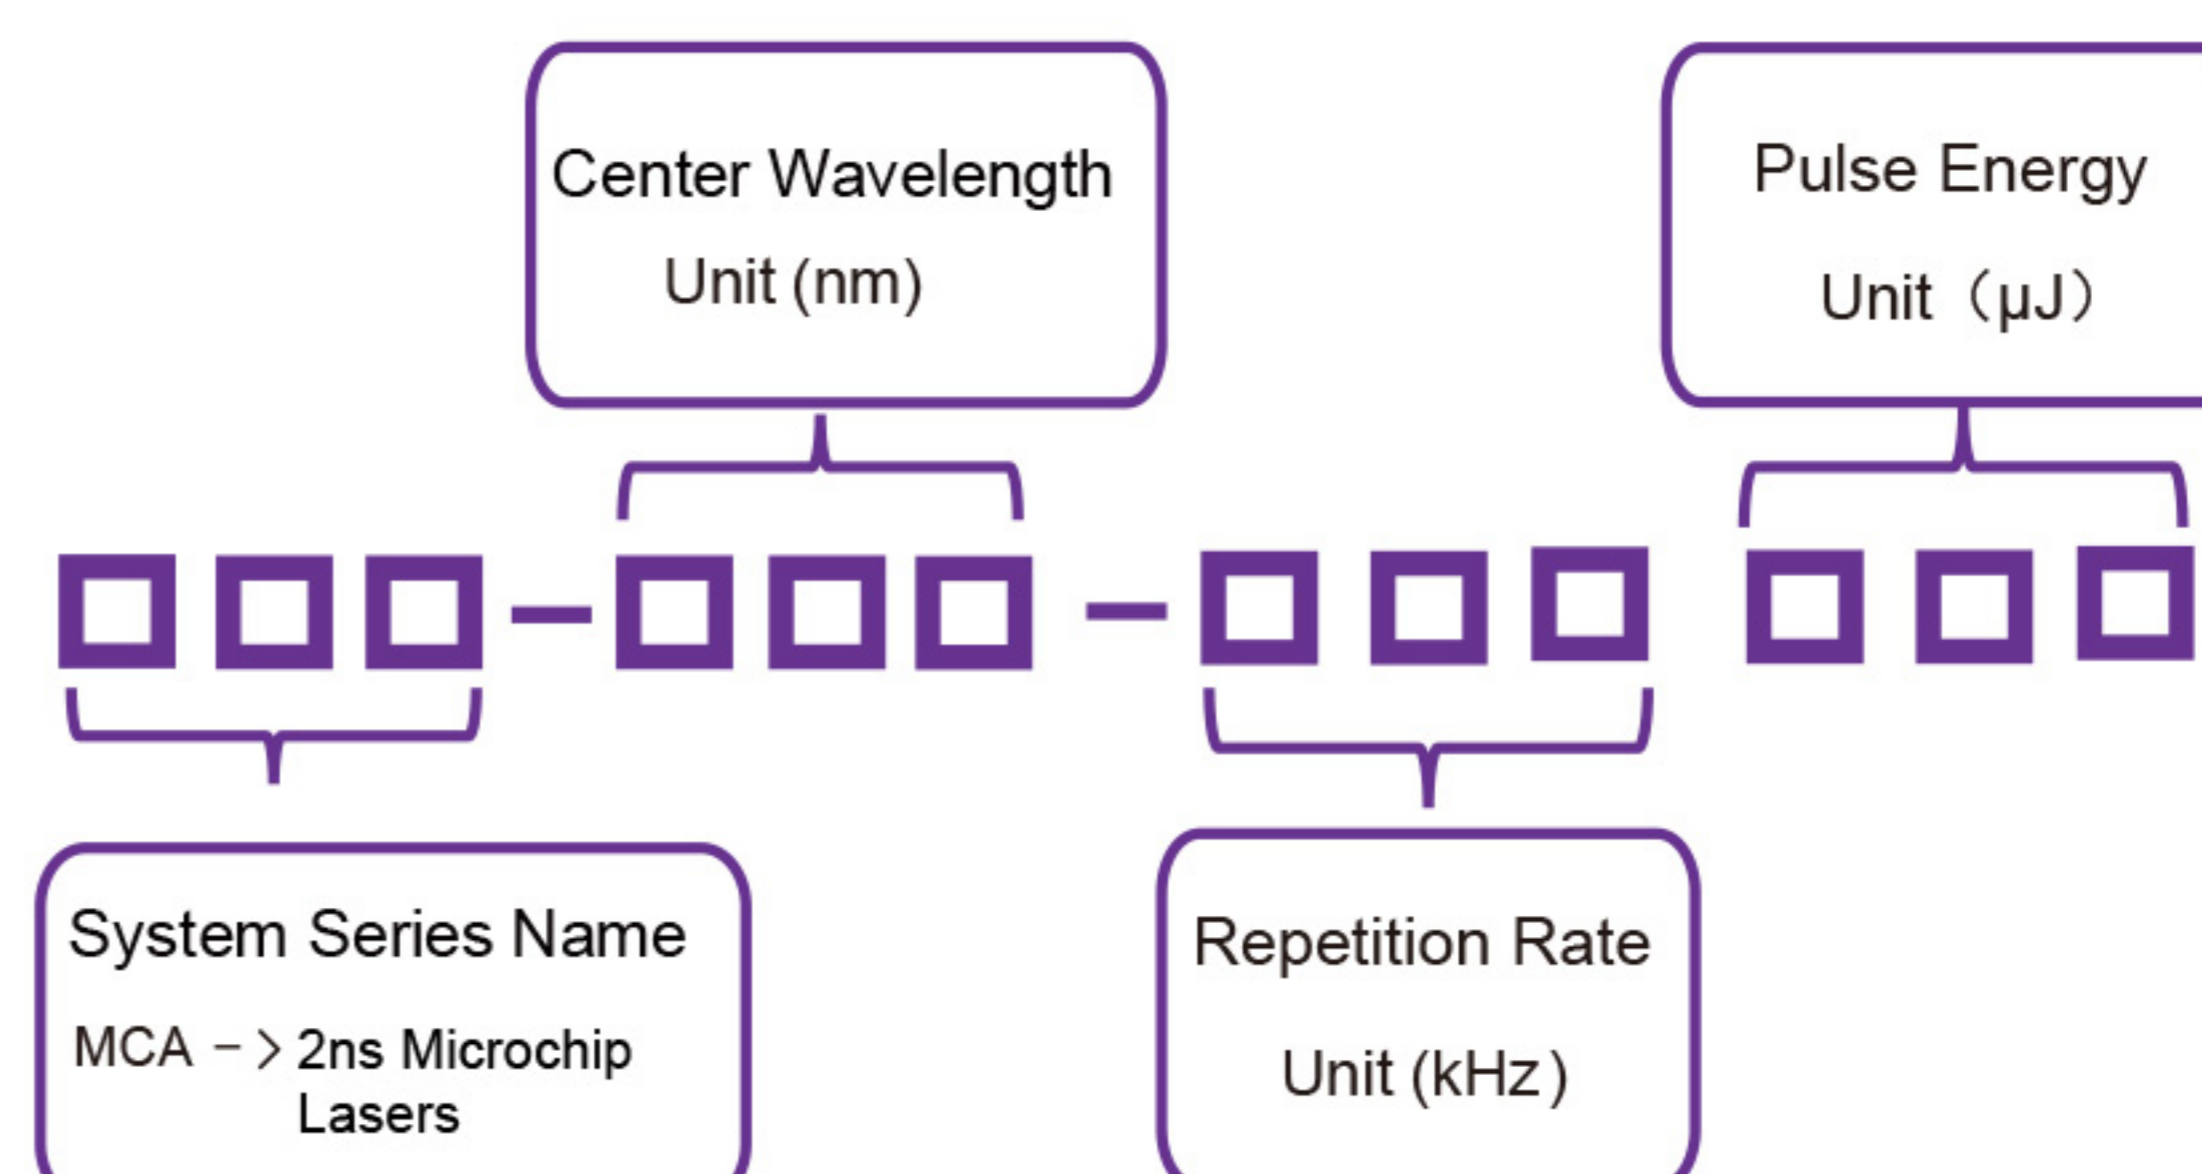 Center Wavelength
Unit (nm)
Pulse Energy
Unit（µJ）
System Series Name
MCA －> 2ns Microchip
Lasers
Repetition Rate
Unit (kHz)